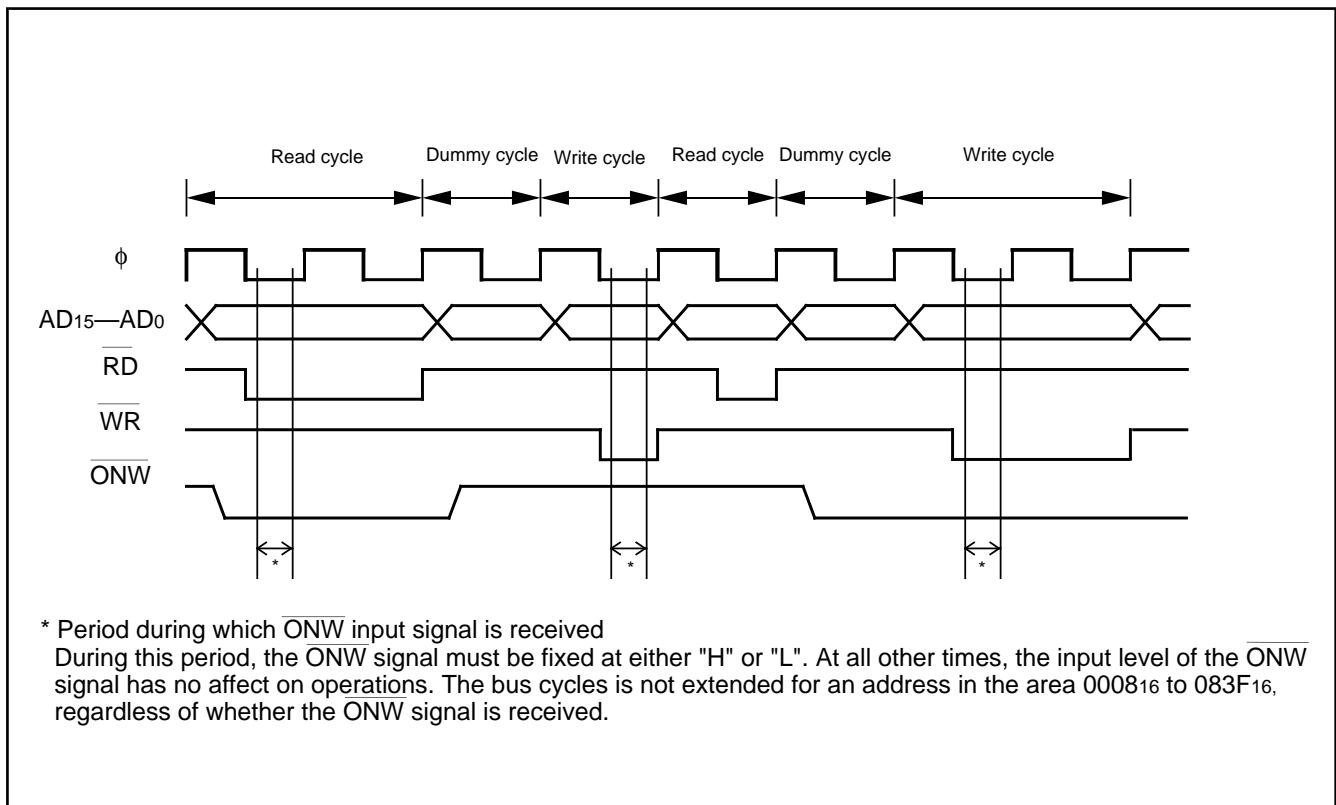 Read cycle Dummy cycle Write cycle Read cycle Dummy cycle Write cycle
ϕ
AD15—AD0
RD
WR
ONW
* * *
* Period during which ONW input signal is received
During this period, the ONW signal must be fixed at either "H" or "L". At all other times, the input level of the ONW
signal has no affect on operations. The bus cycles is not extended for an address in the area 000816 to 083F16,
regardless of whether the ONW signal is received.